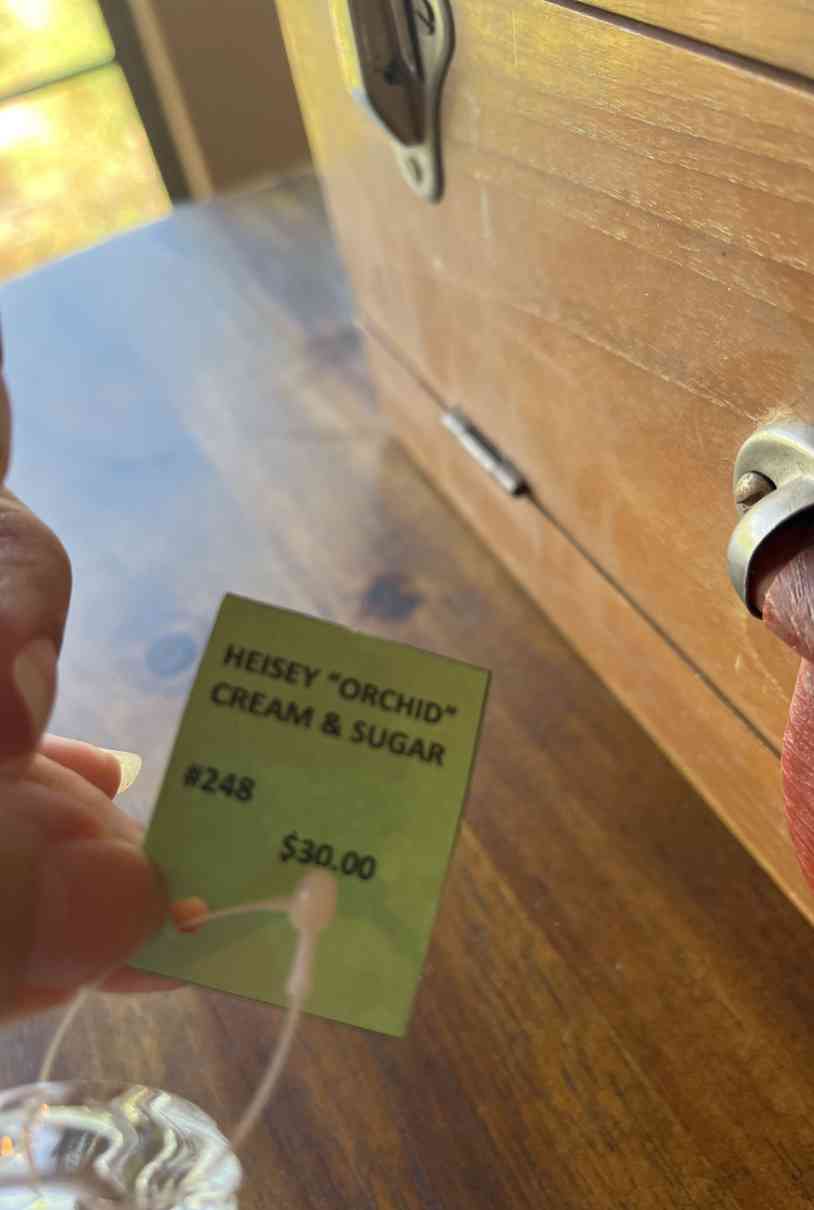 HEISEY "ORCHID"
CREAM & SUGAR
#248
$30.00